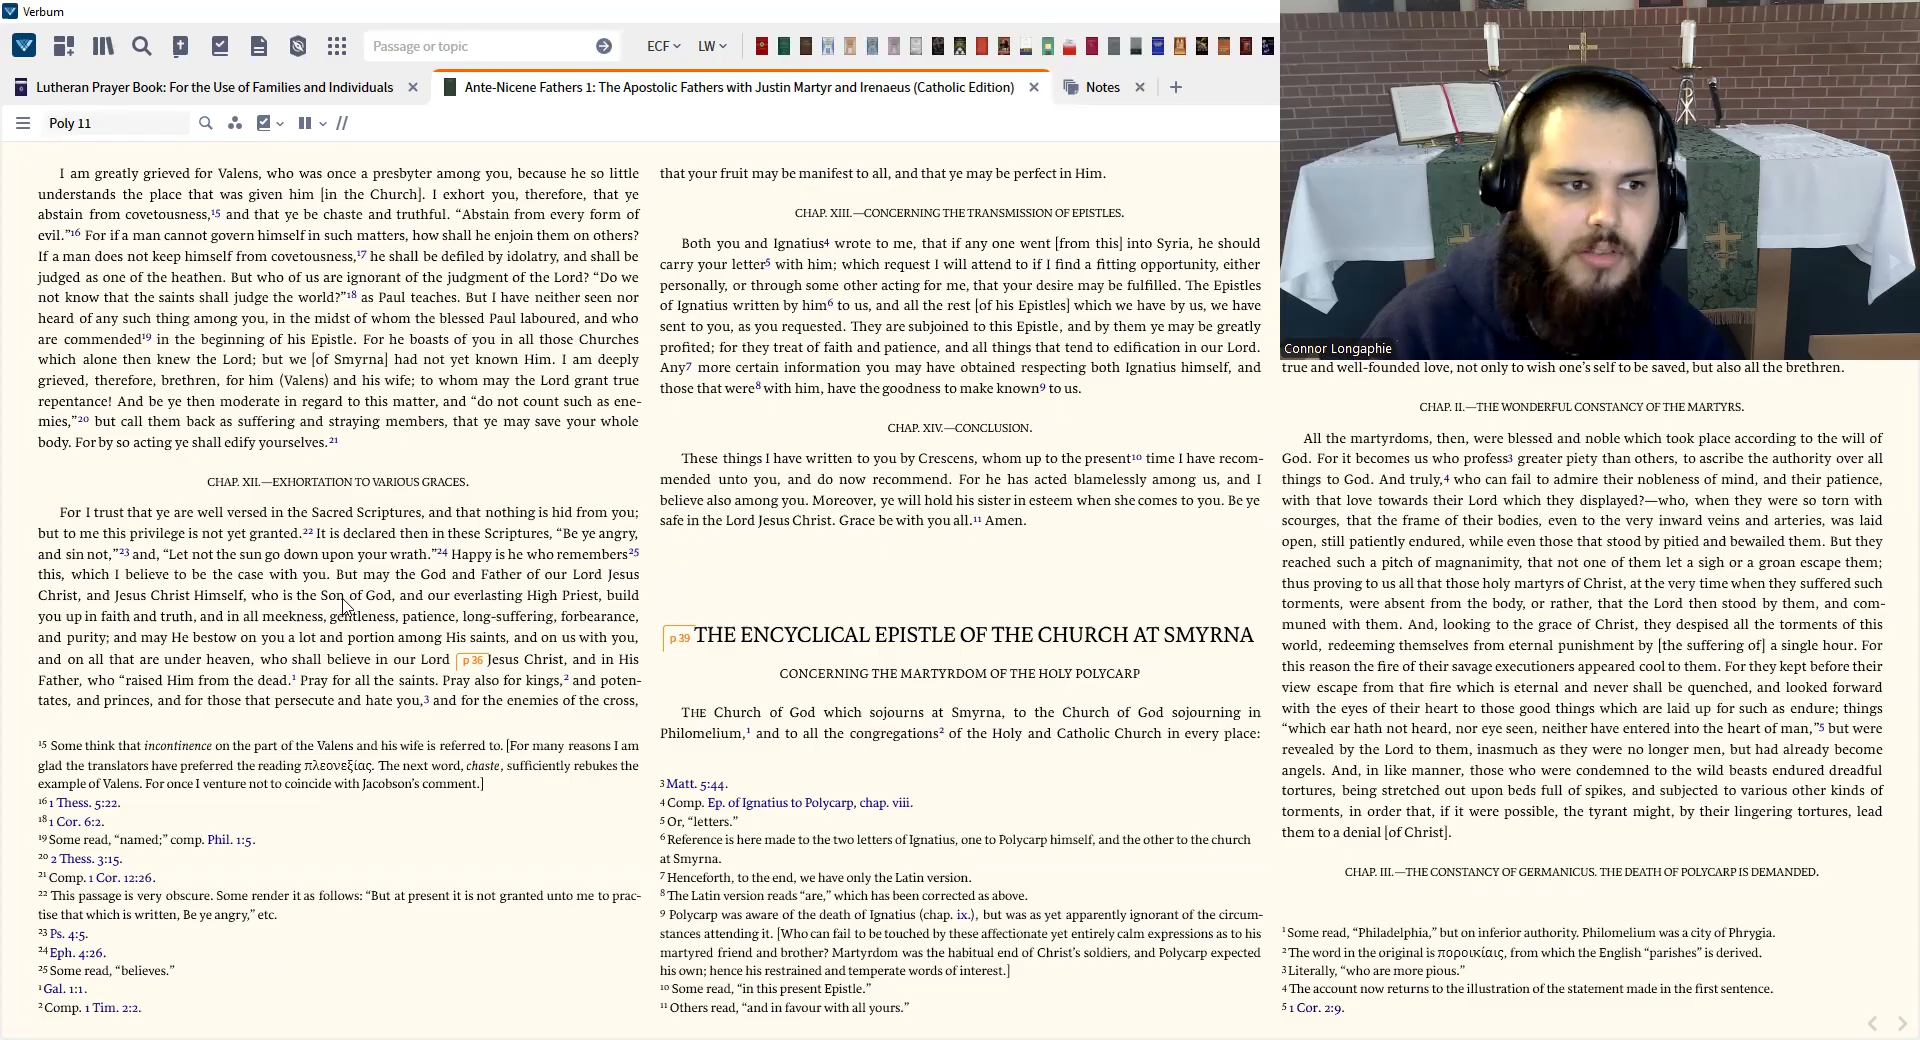 Verbum
Passage or topic
ECF
LW
Lutheran Prayer Book: For the Use of Families and Individuals
Ante-Nicene Fathers 1: The Apostolic Fathers with Justin Martyr and Irenaeus (Catholic Edition)
Notes
Poly 11
I am greatly grieved for Valens, who was once a presbyter among you, because he so little
understands the place that was given him [in the Church]. I exhort you, therefore, that ye
abstain from covetousness,15 and that ye be chaste and truthful. “Abstain from every form of
evil.”16 For if a man cannot govern himself in such matters, how shall he enjoin them on others?
If a man does not keep himself from covetousness,17 he shall be defiled by idolatry, and shall be
judged as one of the heathen. But who of us are ignorant of the judgment of the Lord? “Do we
not know that the saints shall judge the world?”18 as Paul teaches. But I have neither seen nor
heard of any such thing among you, in the midst of whom the blessed Paul laboured, and who
are commended19 in the beginning of his Epistle. For he boasts of you in all those Churches
which alone then knew the Lord; but we [of Smyrna] had not yet known Him. I am deeply
grieved, therefore, brethren, for him (Valens) and his wife; to whom may the Lord grant true
repentance! And be ye then moderate in regard to this matter, and “do not count such as ene-
mies,”20 but call them back as suffering and straying members, that ye may save your whole
body. For by so acting ye shall edify yourselves.21
CHAP. XII.—EXHORTATION TO VARIOUS GRACES.
For I trust that ye are well versed in the Sacred Scriptures, and that nothing is hid from you;
but to me this privilege is not yet granted.22 It is declared then in these Scriptures, “Be ye angry,
and sin not,”23 and, “Let not the sun go down upon your wrath.”24 Happy is he who remembers25
this, which I believe to be the case with you. But may the God and Father of our Lord Jesus
Christ, and Jesus Christ Himself, who is the Son of God, and our everlasting High Priest, build
you up in faith and truth, and in all meekness, gentleness, patience, long-suffering, forbearance,
and purity; and may He bestow on you a lot and portion among His saints, and on us with you,
and on all that are under heaven, who shall believe in our Lord p 36 Jesus Christ, and in His
Father, who “raised Him from the dead.1 Pray for all the saints. Pray also for kings,2 and poten-
tates, and princes, and for those that persecute and hate you,3 and for the enemies of the cross,
15 Some think that incontinence on the part of the Valens and his wife is referred to. [For many reasons I am
glad the translators have preferred the reading πλεονεξίας. The next word, chaste, sufficiently rebukes the
example of Valens. For once I venture not to coincide with Jacobson’s comment.]
16 1 Thess. 5:22.
18 1 Cor. 6:2.
19 Some read, “named;” comp. Phil. 1:5.
20 2 Thess. 3:15.
21 Comp. 1 Cor. 12:26.
22 This passage is very obscure. Some render it as follows: “But at present it is not granted unto me to prac-
tise that which is written, Be ye angry,” etc.
23 Ps. 4:5.
24 Eph. 4:26.
25 Some read, “believes.”
1 Gal. 1:1.
2 Comp. 1 Tim. 2:2.
that your fruit may be manifest to all, and that ye may be perfect in Him.
CHAP. XIII.—CONCERNING THE TRANSMISSION OF EPISTLES.
Both you and Ignatius4 wrote to me, that if any one went [from this] into Syria, he should
carry your letter5 with him; which request I will attend to if I find a fitting opportunity, either
personally, or through some other acting for me, that your desire may be fulfilled. The Epistles
of Ignatius written by him6 to us, and all the rest [of his Epistles] which we have by us, we have
sent to you, as you requested. They are subjoined to this Epistle, and by them ye may be greatly
profited; for they treat of faith and patience, and all things that tend to edification in our Lord.
Any7 more certain information you may have obtained respecting both Ignatius himself, and
those that were8 with him, have the goodness to make known9 to us.
CHAP. XIV.—CONCLUSION.
These things I have written to you by Crescens, whom up to the present10 time I have recom-
mended unto you, and do now recommend. For he has acted blamelessly among us, and I
believe also among you. Moreover, ye will hold his sister in esteem when she comes to you. Be ye
safe in the Lord Jesus Christ. Grace be with you all.11 Amen.
p 39 THE ENCYCLICAL EPISTLE OF THE CHURCH AT SMYRNA
CONCERNING THE MARTYRDOM OF THE HOLY POLYCARP
THE Church of God which sojourns at Smyrna, to the Church of God sojourning in
Philomelium,1 and to all the congregations2 of the Holy and Catholic Church in every place:
3 Matt. 5:44.
4 Comp. Ep. of Ignatius to Polycarp, chap. viii.
5 Or, “letters.”
6 Reference is here made to the two letters of Ignatius, one to Polycarp himself, and the other to the church
at Smyrna.
7 Henceforth, to the end, we have only the Latin version.
8 The Latin version reads “are,” which has been corrected as above.
9 Polycarp was aware of the death of Ignatius (chap. ix.), but was as yet apparently ignorant of the circum-
stances attending it. [Who can fail to be touched by these affectionate yet entirely calm expressions as to his
martyred friend and brother? Martyrdom was the habitual end of Christ’s soldiers, and Polycarp expected
his own; hence his restrained and temperate words of interest.]
10 Some read, “in this present Epistle.”
11 Others read, “and in favour with all yours.”
Connor Longaphie
true and well-founded love, not only to wish one’s self to be saved, but also all the brethren.
CHAP. II.—THE WONDERFUL CONSTANCY OF THE MARTYRS.
All the martyrdoms, then, were blessed and noble which took place according to the will of
God. For it becomes us who profess3 greater piety than others, to ascribe the authority over all
things to God. And truly,4 who can fail to admire their nobleness of mind, and their patience,
with that love towards their Lord which they displayed?—who, when they were so torn with
scourges, that the frame of their bodies, even to the very inward veins and arteries, was laid
open, still patiently endured, while even those that stood by pitied and bewailed them. But they
reached such a pitch of magnanimity, that not one of them let a sigh or a groan escape them;
thus proving to us all that those holy martyrs of Christ, at the very time when they suffered such
torments, were absent from the body, or rather, that the Lord then stood by them, and com-
muned with them. And, looking to the grace of Christ, they despised all the torments of this
world, redeeming themselves from eternal punishment by [the suffering of] a single hour. For
this reason the fire of their savage executioners appeared cool to them. For they kept before their
view escape from that fire which is eternal and never shall be quenched, and looked forward
with the eyes of their heart to those good things which are laid up for such as endure; things
“which ear hath not heard, nor eye seen, neither have entered into the heart of man,”5 but were
revealed by the Lord to them, inasmuch as they were no longer men, but had already become
angels. And, in like manner, those who were condemned to the wild beasts endured dreadful
tortures, being stretched out upon beds full of spikes, and subjected to various other kinds of
torments, in order that, if it were possible, the tyrant might, by their lingering tortures, lead
them to a denial [of Christ].
CHAP. III.—THE CONSTANCY OF GERMANICUS. THE DEATH OF POLYCARP IS DEMANDED.
1 Some read, “Philadelphia,” but on inferior authority. Philomelium was a city of Phrygia.
2 The word in the original is ποροικίαις, from which the English “parishes” is derived.
3 Literally, “who are more pious.”
4 The account now returns to the illustration of the statement made in the first sentence.
5 1 Cor. 2:9.